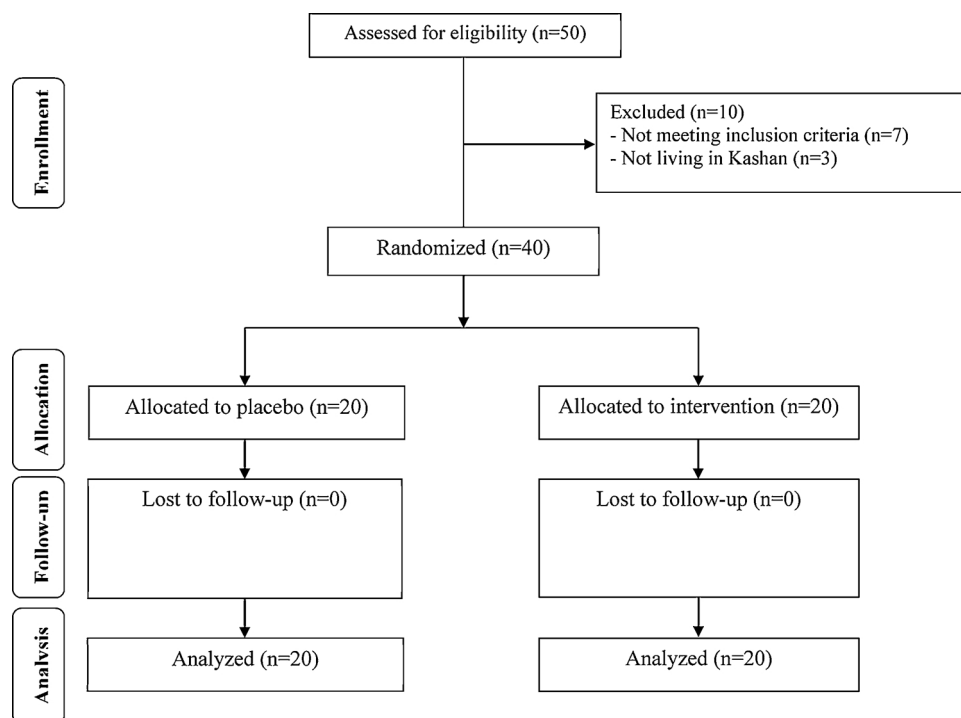 Assessed for eligibility (n=50)
Enrollment
Excluded (n=10)
- Not meeting inclusion criteria (n=7)
- Not living in Kashan (n=3)
Randomized (n=40)
Allocation
Allocated to placebo (n=20)
Allocated to intervention (n=20)
Follow-up
Lost to follow-up (n=0)
Lost to follow-up (n=0)
Analysis
Analyzed (n=20)
Analyzed (n=20)